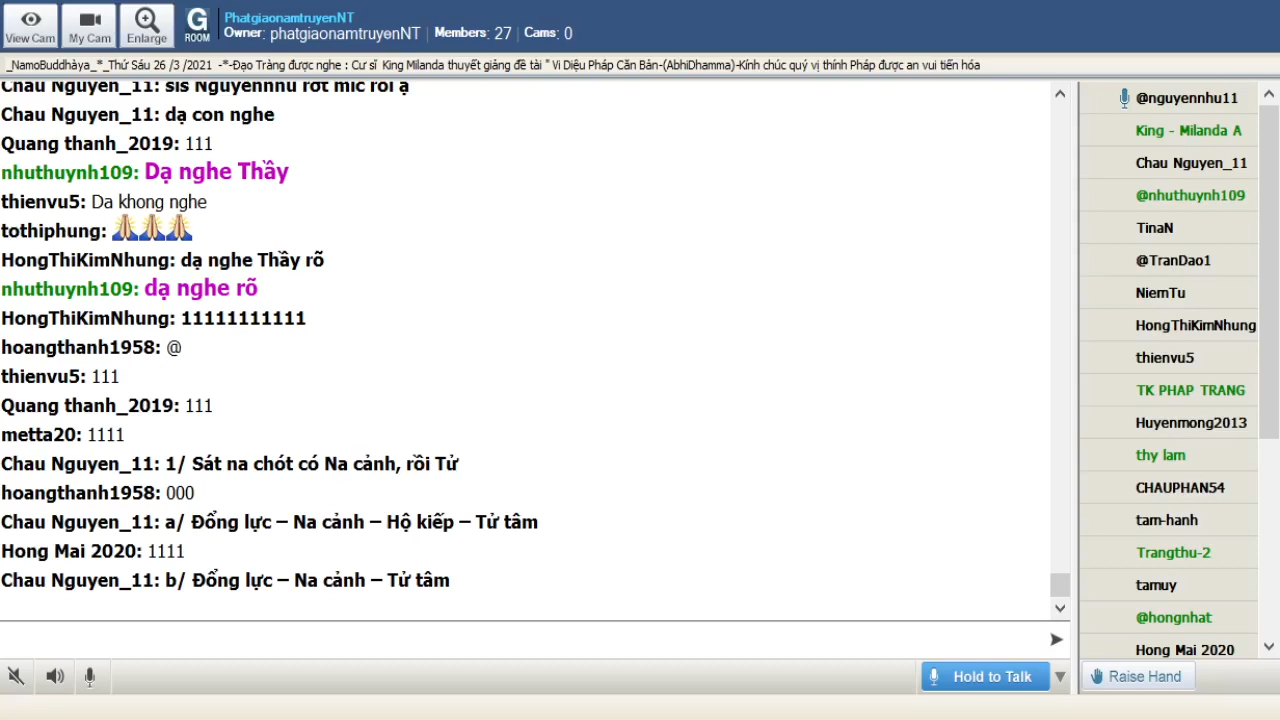 View Cam
My Cam
Enlarge
G
ROOM
PhatgiaonamtruyenNT
Owner: phatgiaonamtruyenNT | Members: 27 | Cams: 0
_NamoBuddhàya_*_Thứ Sáu 26 /3 /2021 -*-Đạo Tràng được nghe : Cư sĩ King Milanda thuyết giảng đề tài " Vi Diệu Pháp Căn Bản-(AbhiDhamma)-Kính chúc quý vị thính Pháp được an vui tiến hóa
Chau Nguyen_11: sis Nguyennhu rớt mic rồi ạ
Chau Nguyen_11: dạ con nghe
Quang thanh_2019: 111
nhuthuynh109: Dạ nghe Thầy
thienvu5: Da khong nghe
tothiphung:
HongThiKimNhung: dạ nghe Thầy rõ
nhuthuynh109: dạ nghe rõ
HongThiKimNhung: 11111111111
hoangthanh1958: @
thienvu5: 111
Quang thanh_2019: 111
metta20: 1111
Chau Nguyen_11: 1/ Sát na chót có Na cảnh, rồi Tử
hoangthanh1958: 000
Chau Nguyen_11: a/ Đổng lực – Na cảnh – Hộ kiếp – Tử tâm
Hong Mai 2020: 1111
Chau Nguyen_11: b/ Đổng lực – Na cảnh – Tử tâm
@nguyennhu11
King - Milanda A
Chau Nguyen_11
@nhuthuynh109
TinaN
@TranDao1
NiemTu
HongThiKimNhung
thienvu5
TK PHAP TRANG
Huyenmong2013
thy lam
CHAUPHAN54
tam-hanh
Trangthu-2
tamuy
@hongnhat
Hong Mai 2020
Hold to Talk
Raise Hand